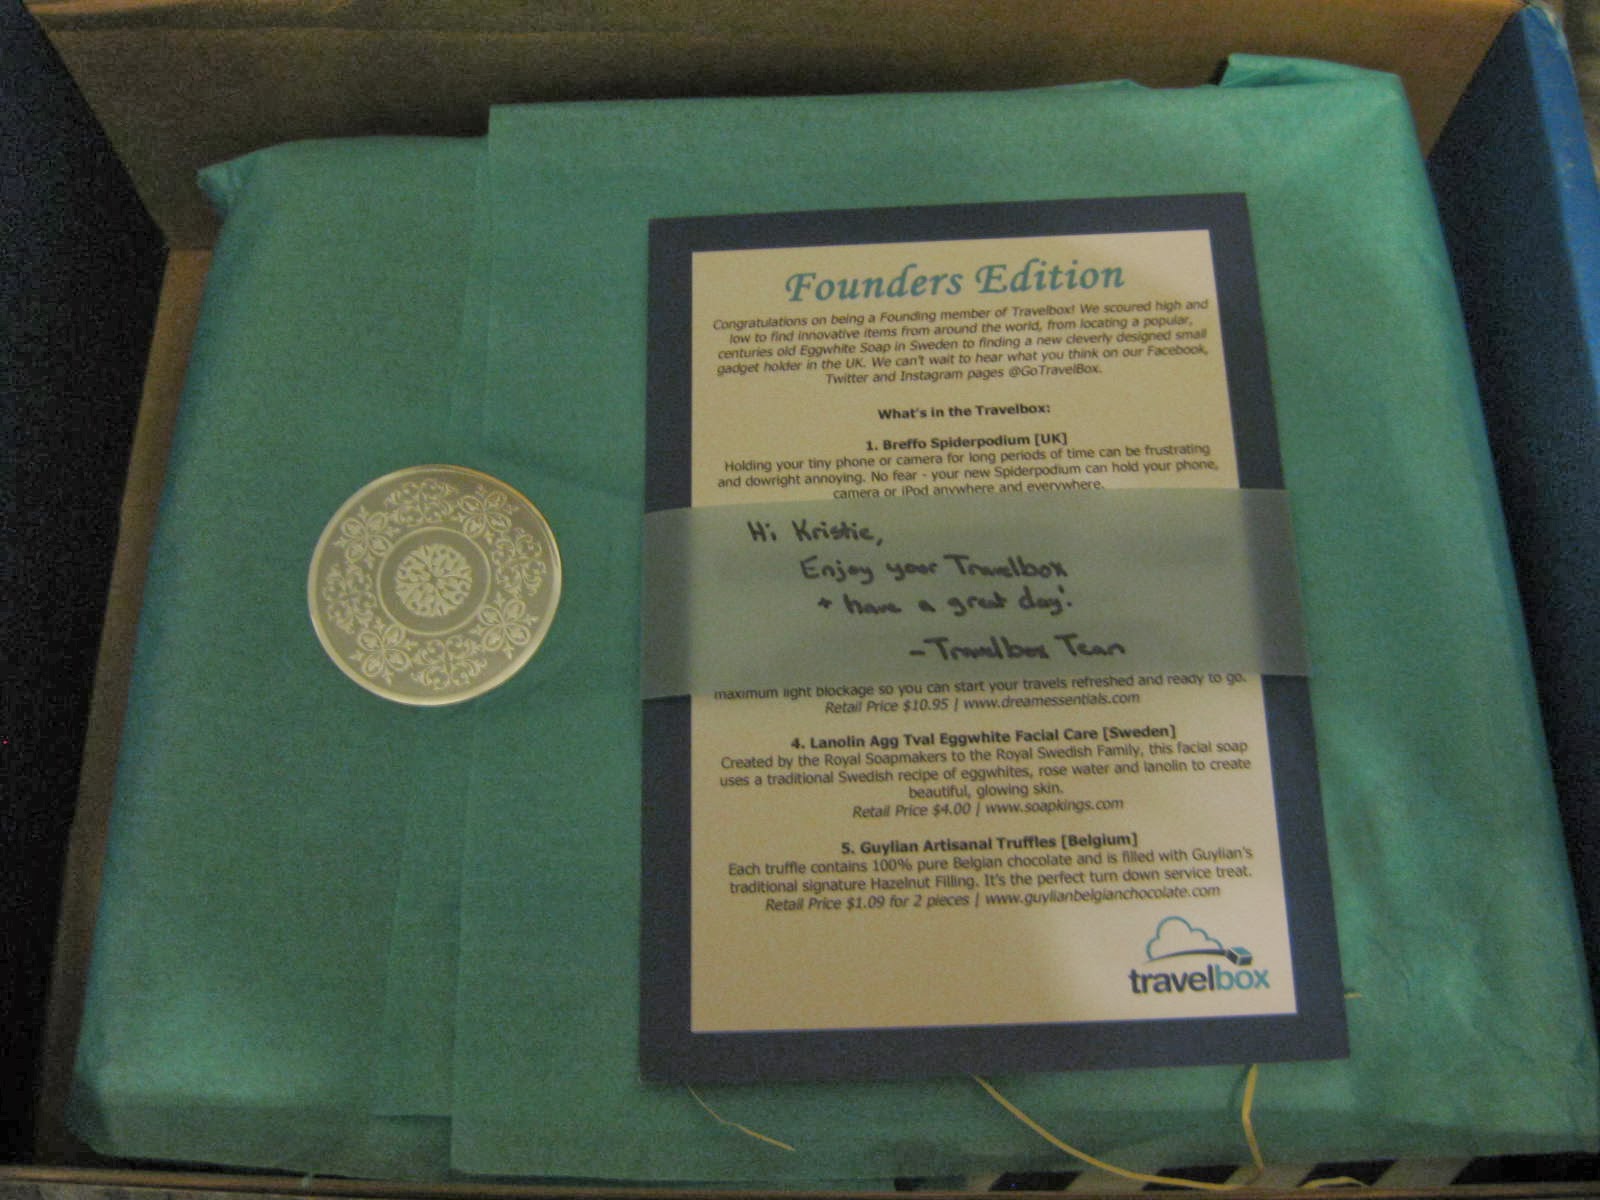 Founders Edition
Congratulations on being a Founding member of Travelbox! We scoured high and
low to find innovative items from around the world, from locating a popular,
centuries old Eggwhite Soap in Sweden to finding a new cleverly designed small
gadget holder in the UK. We can't wait to hear what you think on our Facebook,
Twitter and Instagram pages @GoTravelBox.
What's in the Travelbox:
1. Breffo Spiderpodium [UK]
Holding your tiny phone or camera for long periods of time can be frustrating
and dowright annoying. No fear - your new Spiderpodium can hold your phone,
camera or iPod anywhere and everywhere.
Hi Kristie,
Enjoy your Travelbox
+ have a great day!
- Travelbox Team
maximum light blockage so you can start your travels refreshed and ready to go.
Retail Price $10.95 | www.dreamessentials.com
4. Lanolin Agg Tval Eggwhite Facial Care [Sweden]
Created by the Royal Soapmakers to the Royal Swedish Family, this facial soap
uses a traditional Swedish recipe of eggwhites, rose water and lanolin to create
beautiful, glowing skin.
Retail Price $4.00 | www.soapkings.com
5. Guylian Artisanal Truffles [Belgium]
Each truffle contains 100% pure Belgian chocolate and is filled with Guylian's
traditional signature Hazelnut Filling. It's the perfect turn down service treat.
Retail Price $1.09 for 2 pieces | www.guylianbelgianchocolate.com
travelbox